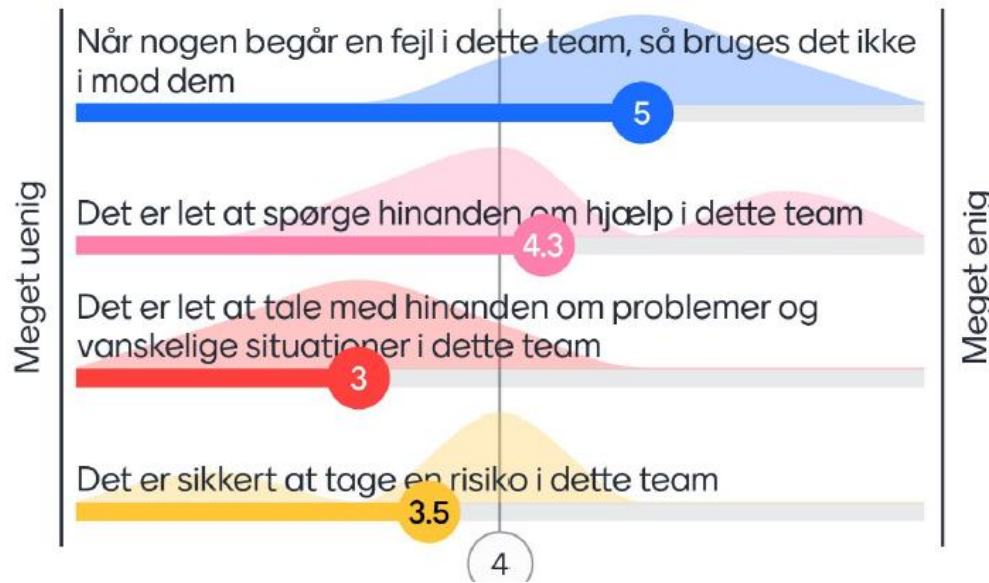 Når nogen begår en fejl i dette team, så bruges det ikke
i mod dem
5
Meget uenig
Meget enig
Det er let at spørge hinanden om hjælp i dette team
4.3
Det er let at tale med hinanden om problemer og
vanskelige situationer i dette team
3
Det er sikkert at tage en risiko i dette team
3.5
4